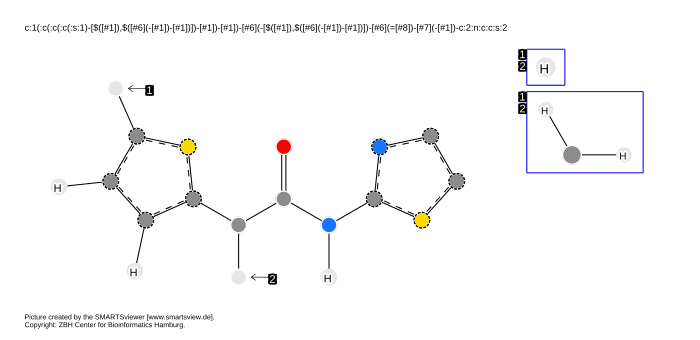 c:1(:c(:c(:c(:s:1)-[$([#1]),$([#6](-[#1])-[#1])])-[#1])-[#1])-[#6](-[$([#1]),$([#6](-[#1])-[#1])])-[#6](=[#8])-[#7](-[#1])-c:2:n:c:c:s:2
1
1
2
H
1
2
H
H
H
H
2
H
Picture created by the SMARTSviewer [www.smartsview.de].
Copyright: ZBH Center for Bioinformatics Hamburg.